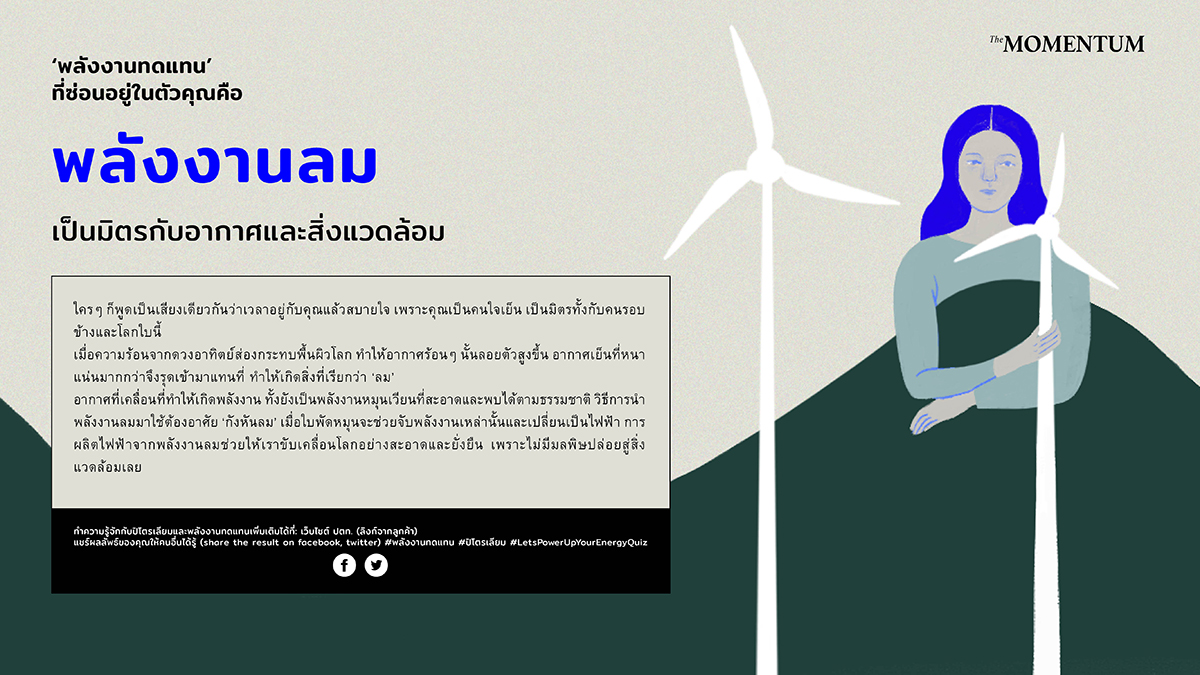 ‘พลังงานทดแทน’
ที่ซ่อนอยู่ในตัวคุณคือ
พลังงานลม
เป็นมิตรกับอากาศและสิ่งแวดล้อม
The MOMENTUM
ใครๆ ก็พูดเป็นเสียงเดียวกันว่าเวลาอยู่กับคุณแล้วสบายใจ เพราะคุณเป็นคนใจเย็น เป็นมิตรทั้งกับคนรอบ
ข้างและโลกใบนี้
เมื่อความร้อนจากดวงอาทิตย์ส่องกระทบพื้นผิวโลก ทำให้อากาศร้อนๆ นั้นลอยตัวสูงขึ้น อากาศเย็นที่หนา
แน่นมากกว่าจึงรุดเข้ามาแทนที่ ทำให้เกิดสิ่งที่เรียกว่า ‘ลม’
อากาศที่เคลื่อนที่ทำให้เกิดพลังงาน ทั้งยังเป็นพลังงานหมุนเวียนที่สะอาดและพบได้ตามธรรมชาติ วิธีการนำ
พลังงานลมมาใช้ต้องอาศัย ‘กังหันลม’ เมื่อใบพัดหมุนจะช่วยจับพลังงานเหล่านั้นและเปลี่ยนเป็นไฟฟ้า การ
ผลิตไฟฟ้าจากพลังงานลมช่วยให้เราขับเคลื่อนโลกอย่างสะอาดและยั่งยืน เพราะไม่มีมลพิษปล่อยสู่สิ่ง
แวดล้อมเลย
ทำความรู้จักกับปิโตรเลียมและพลังงานทดแทนเพิ่มเติมได้ที่: เว็บไซต์ ปตท. (ลิงก์จากลูกค้า)
แชร์ผลลัพธ์ของคุณให้คนอื่นได้รู้ (share the result on facebook, twitter) #พลังงานทดแทน #ปิโตรเลียม #LetsPowerUpYourEnergyQuiz